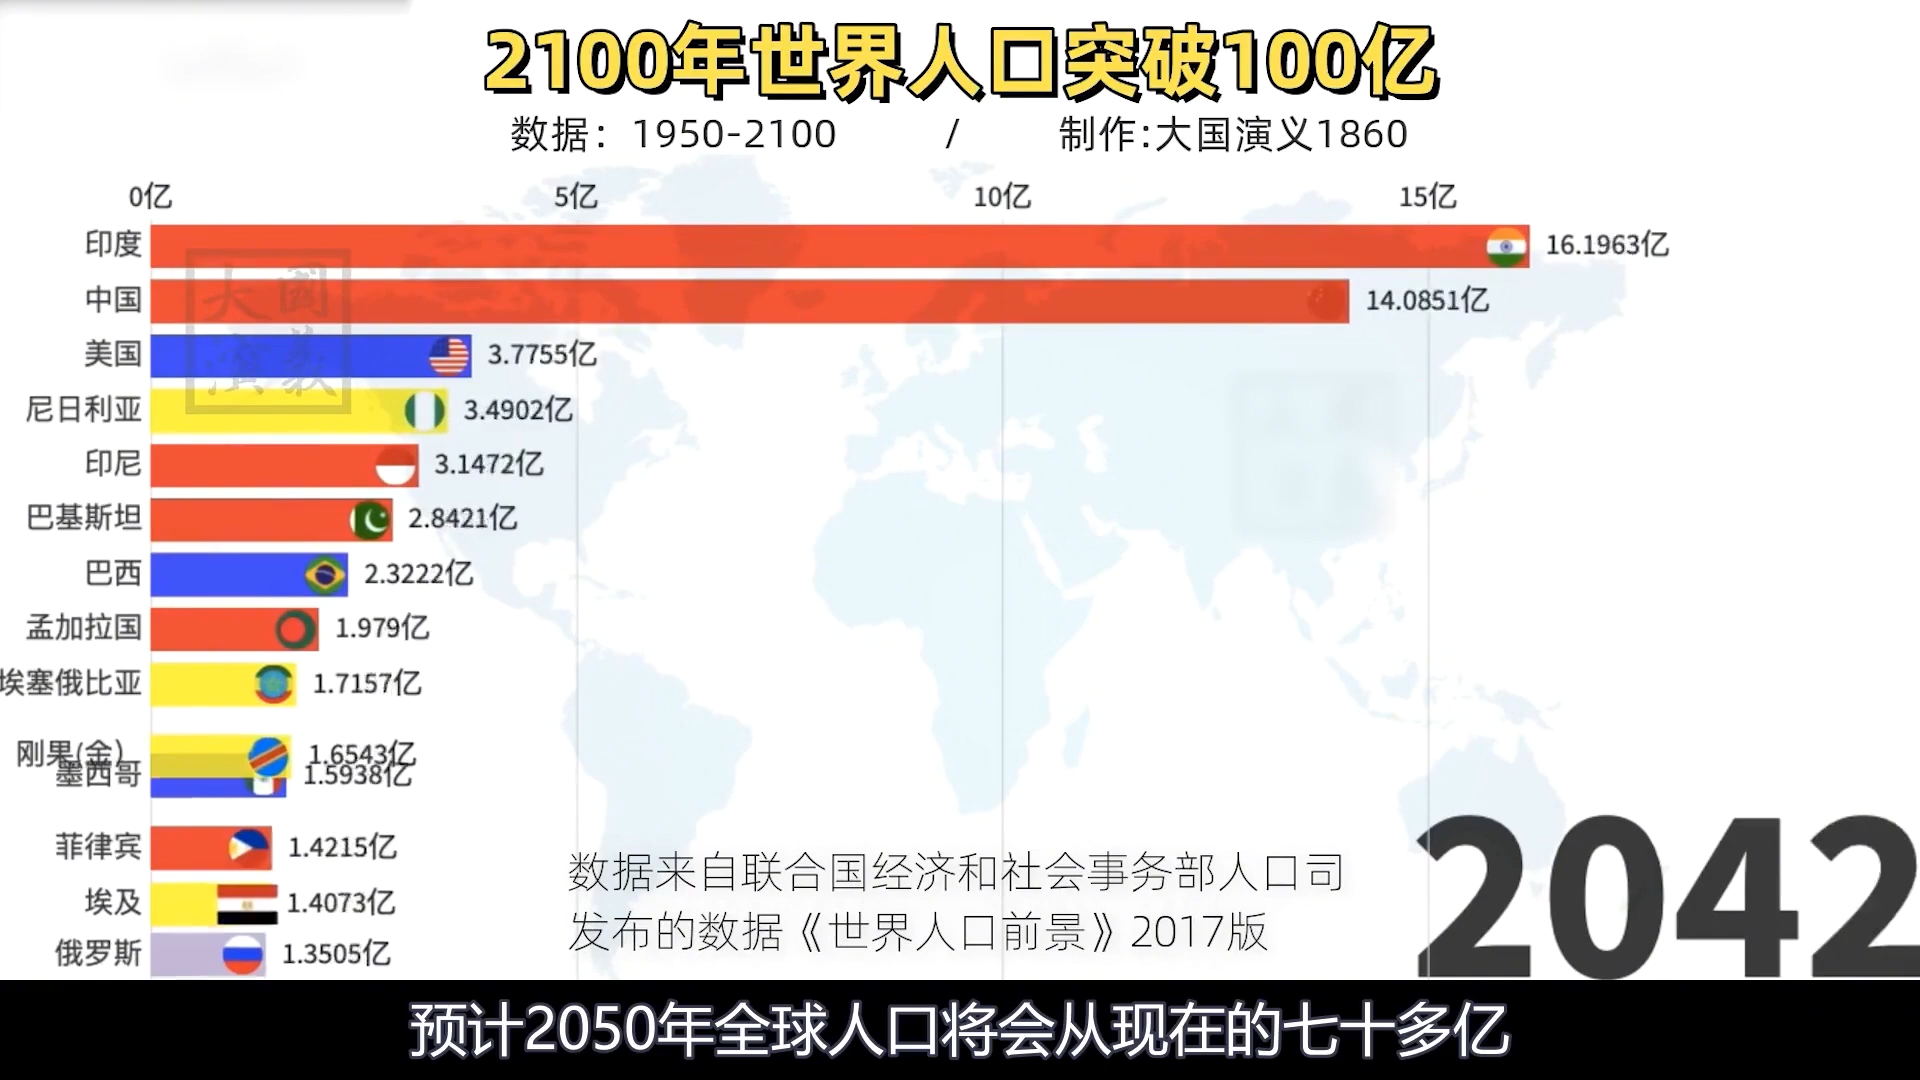 2100年世界人口突破100亿
数据：1950-2100 / 制作:大国演义1860
0亿 5亿 10亿 15亿
印度 16.1963亿
中国 14.0851亿
大國演義
美国 3.7755亿
尼日利亚 3.4902亿
印尼 3.1472亿
巴基斯坦 2.8421亿
巴西 2.3222亿
孟加拉国 1.979亿
埃塞俄比亚 1.7157亿
刚果(金) 1.6543亿
墨西哥 1.5938亿
菲律宾 1.4215亿
埃及 1.4073亿
俄罗斯 1.3505亿
数据来自联合国经济和社会事务部人口司
发布的数据《世界人口前景》2017版
2042
预计2050年全球人口将会从现在的七十多亿